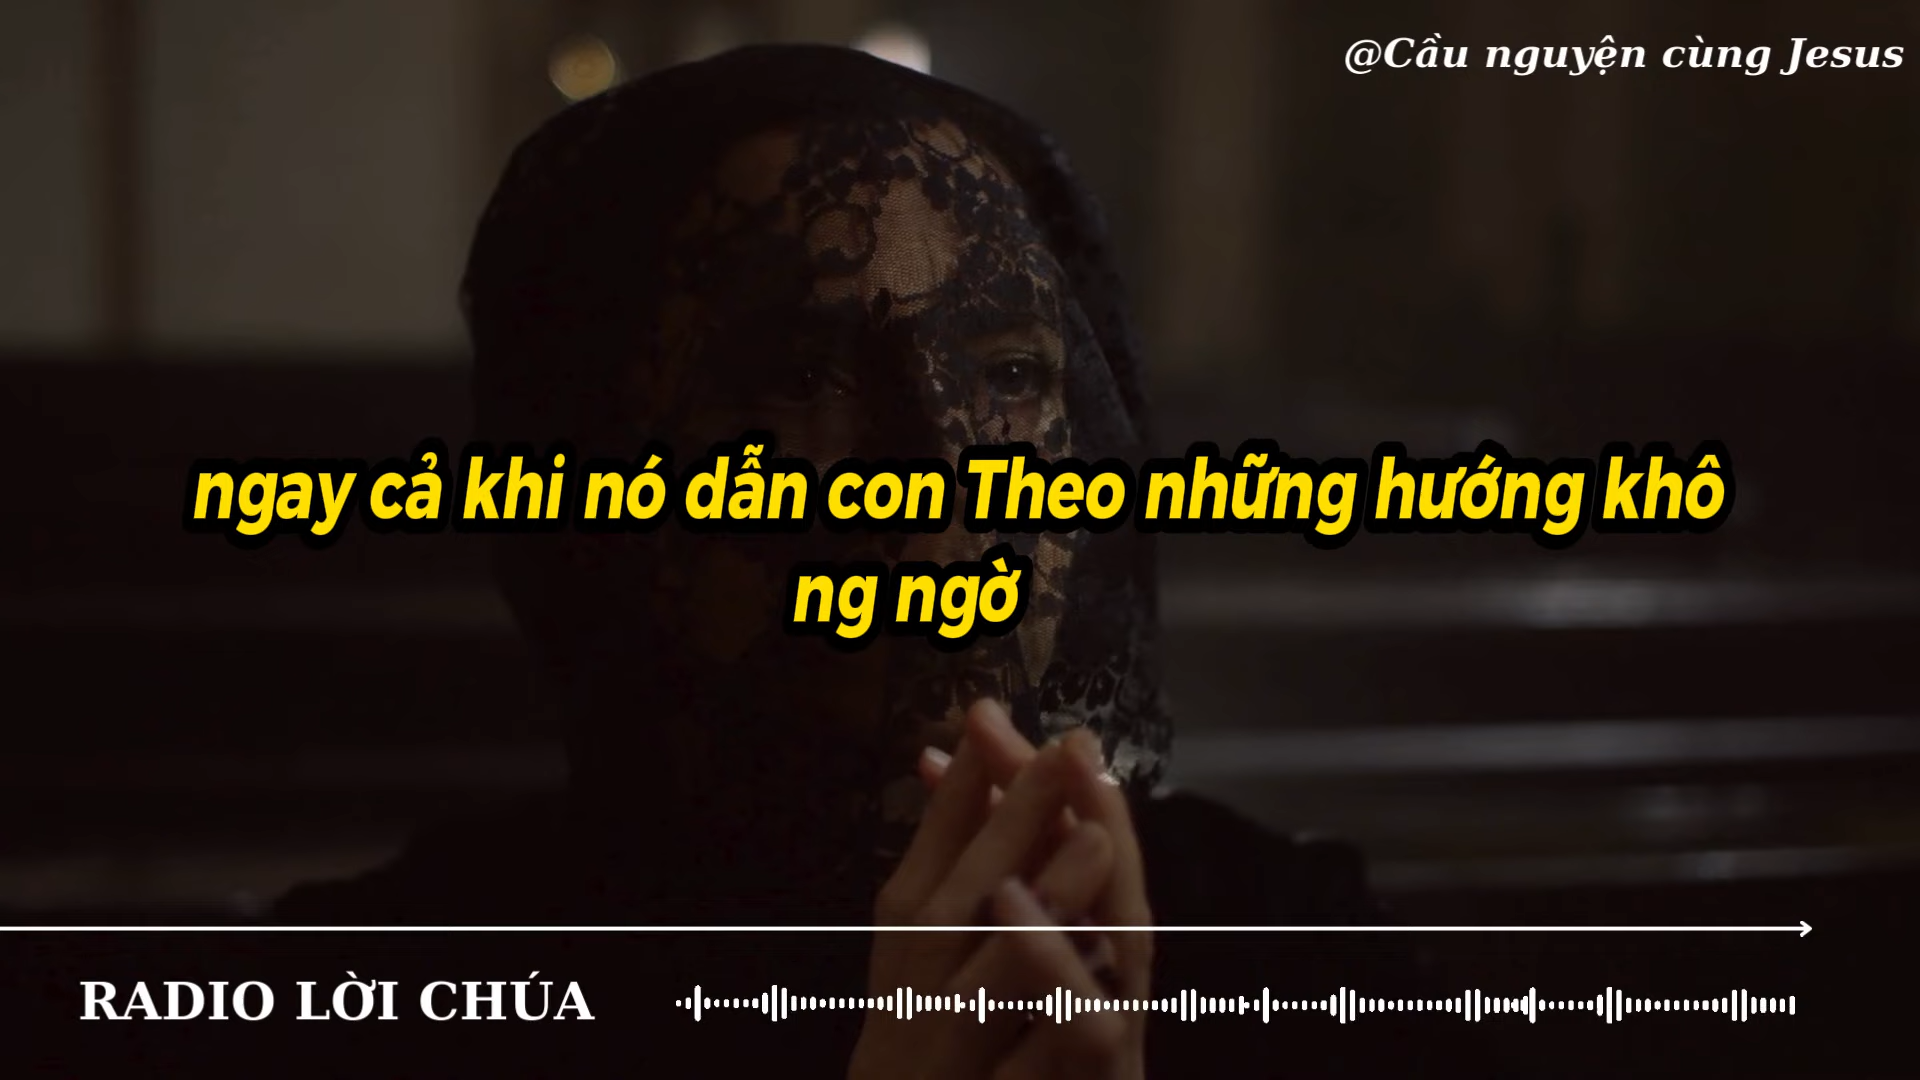 @Cầu nguyện cùng Jesus
ngay cả khi nó dẫn con Theo những hướng khô
ng ngờ
RADIO LỜI CHÚA